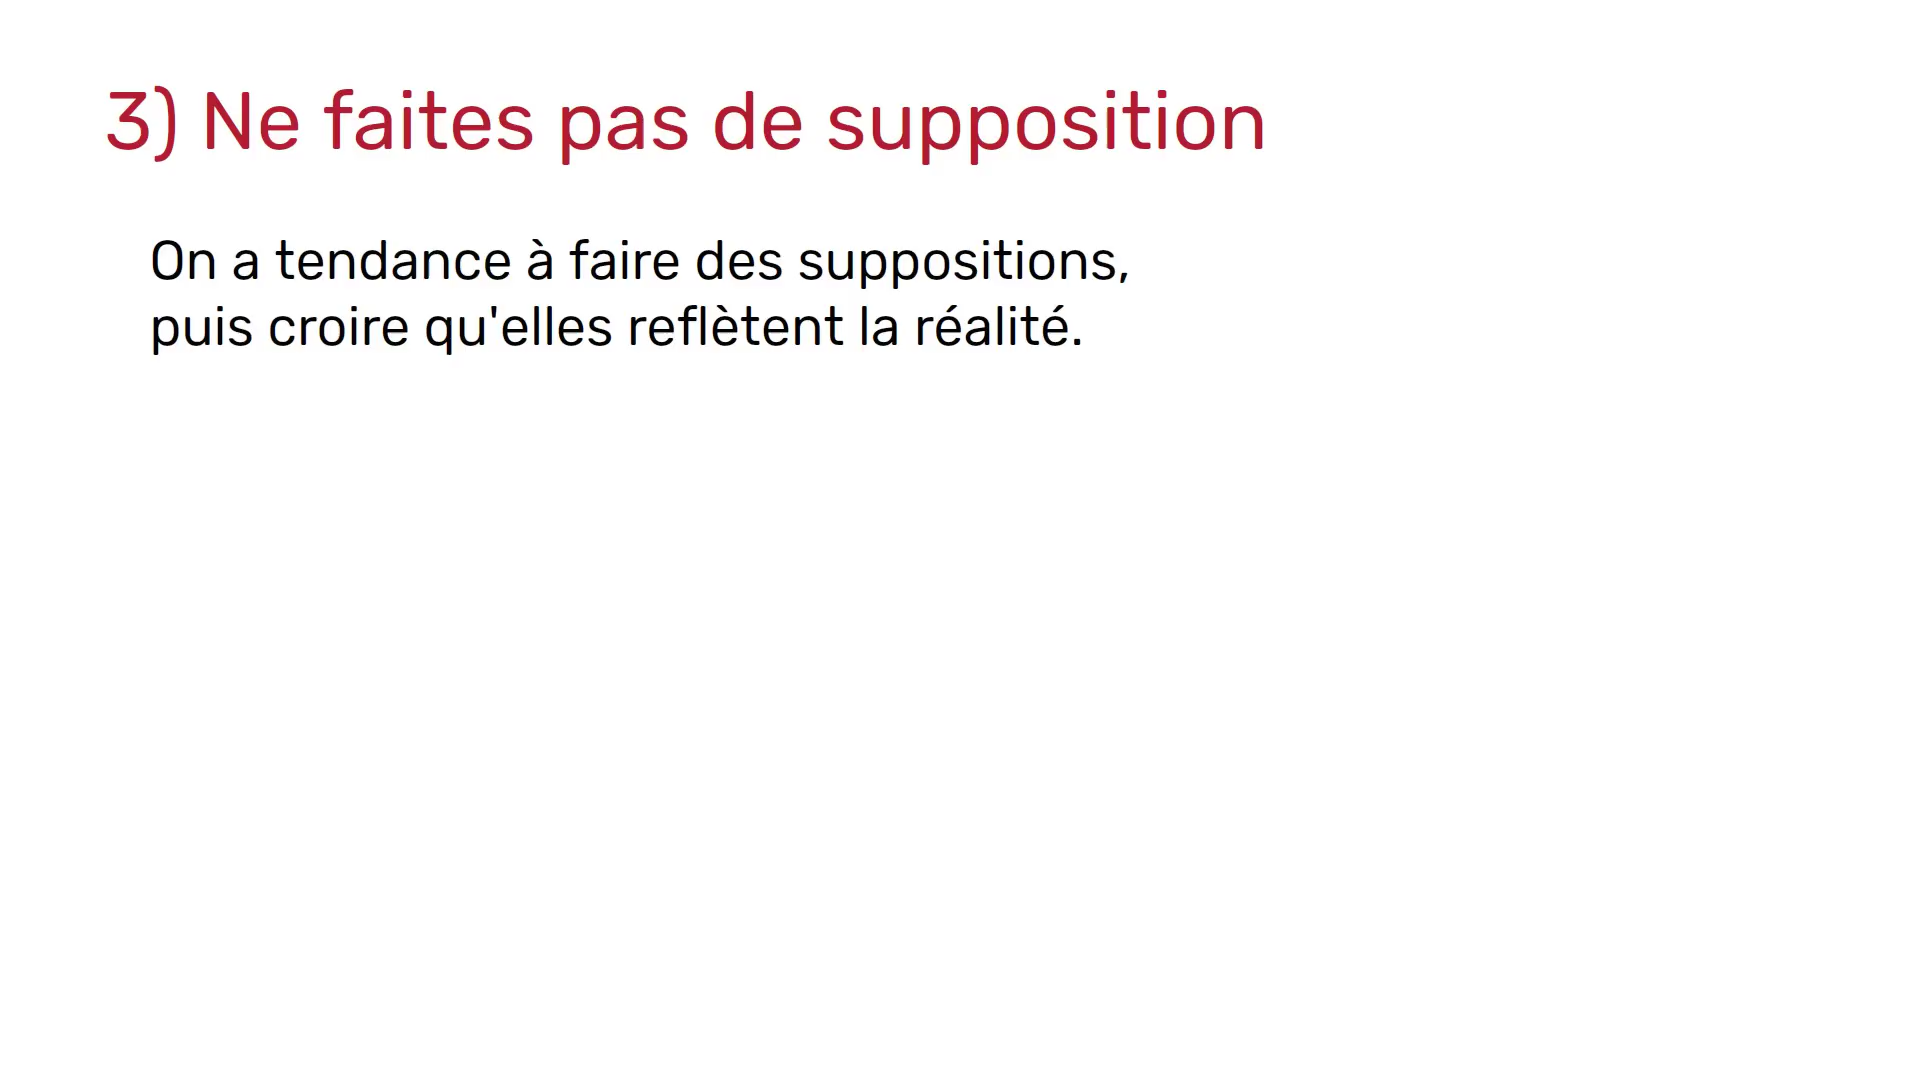 3) Ne faites pas de supposition
On a tendance à faire des suppositions,
puis croire qu'elles reflètent la réalité.